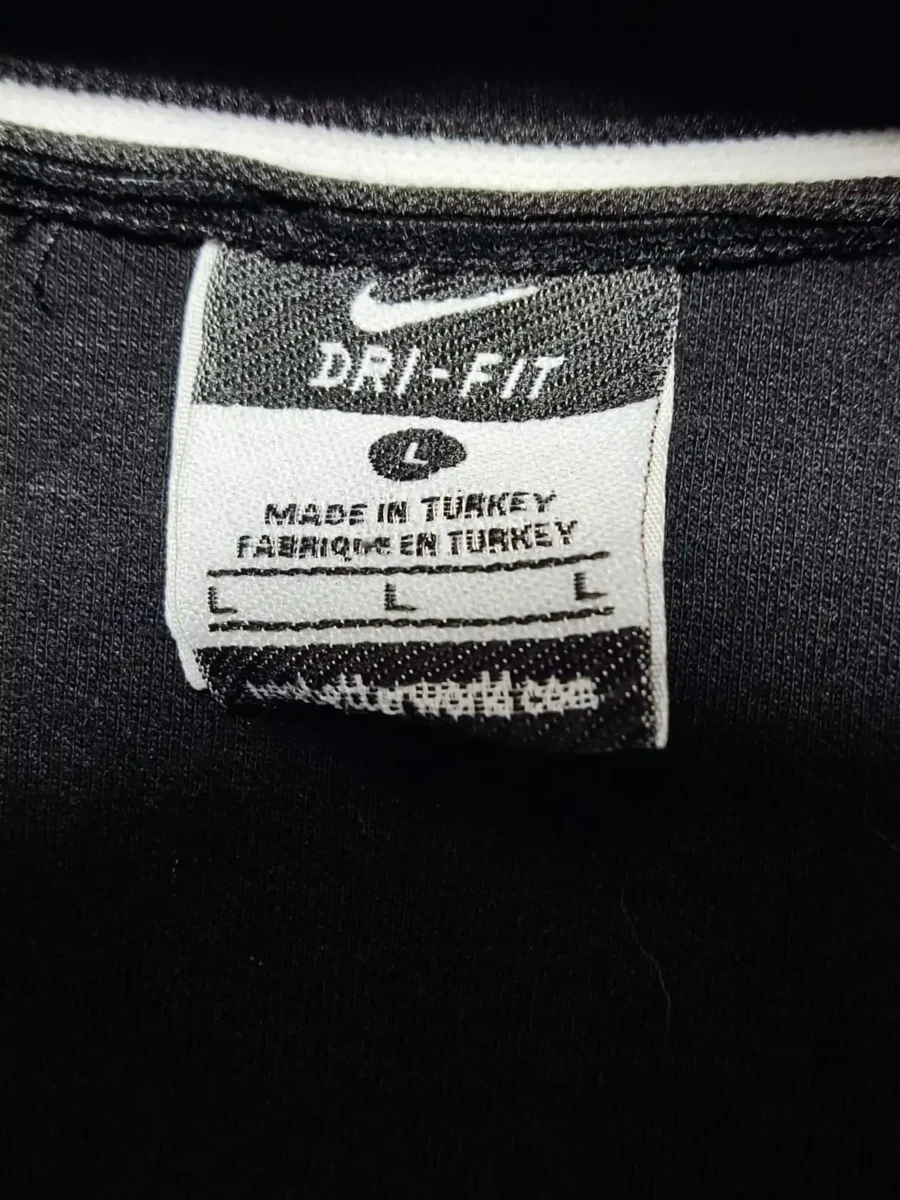 DRI-FIT
L
MADE IN TURKEY
FABRIQUE EN TURKEY
L L L